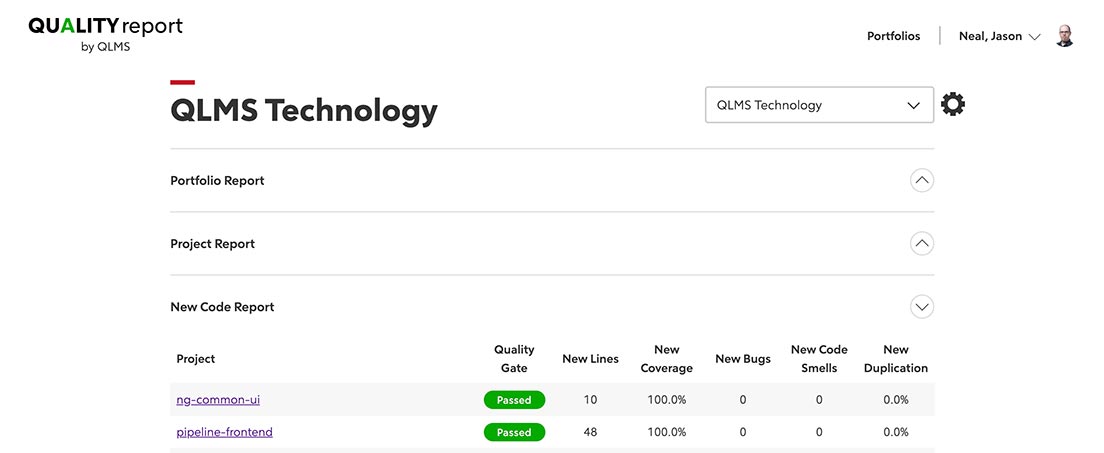 QUALITY report
by QLMS
Portfolios
Neal, Jason
QLMS Technology
QLMS Technology
Portfolio Report
Project Report
New Code Report
Project Quality Gate New Lines New Coverage New Bugs New Code Smells New Duplication
ng-common-ui Passed 10 100.0% 0 0 0.0%
pipeline-frontend Passed 48 100.0% 0 0 0.0%